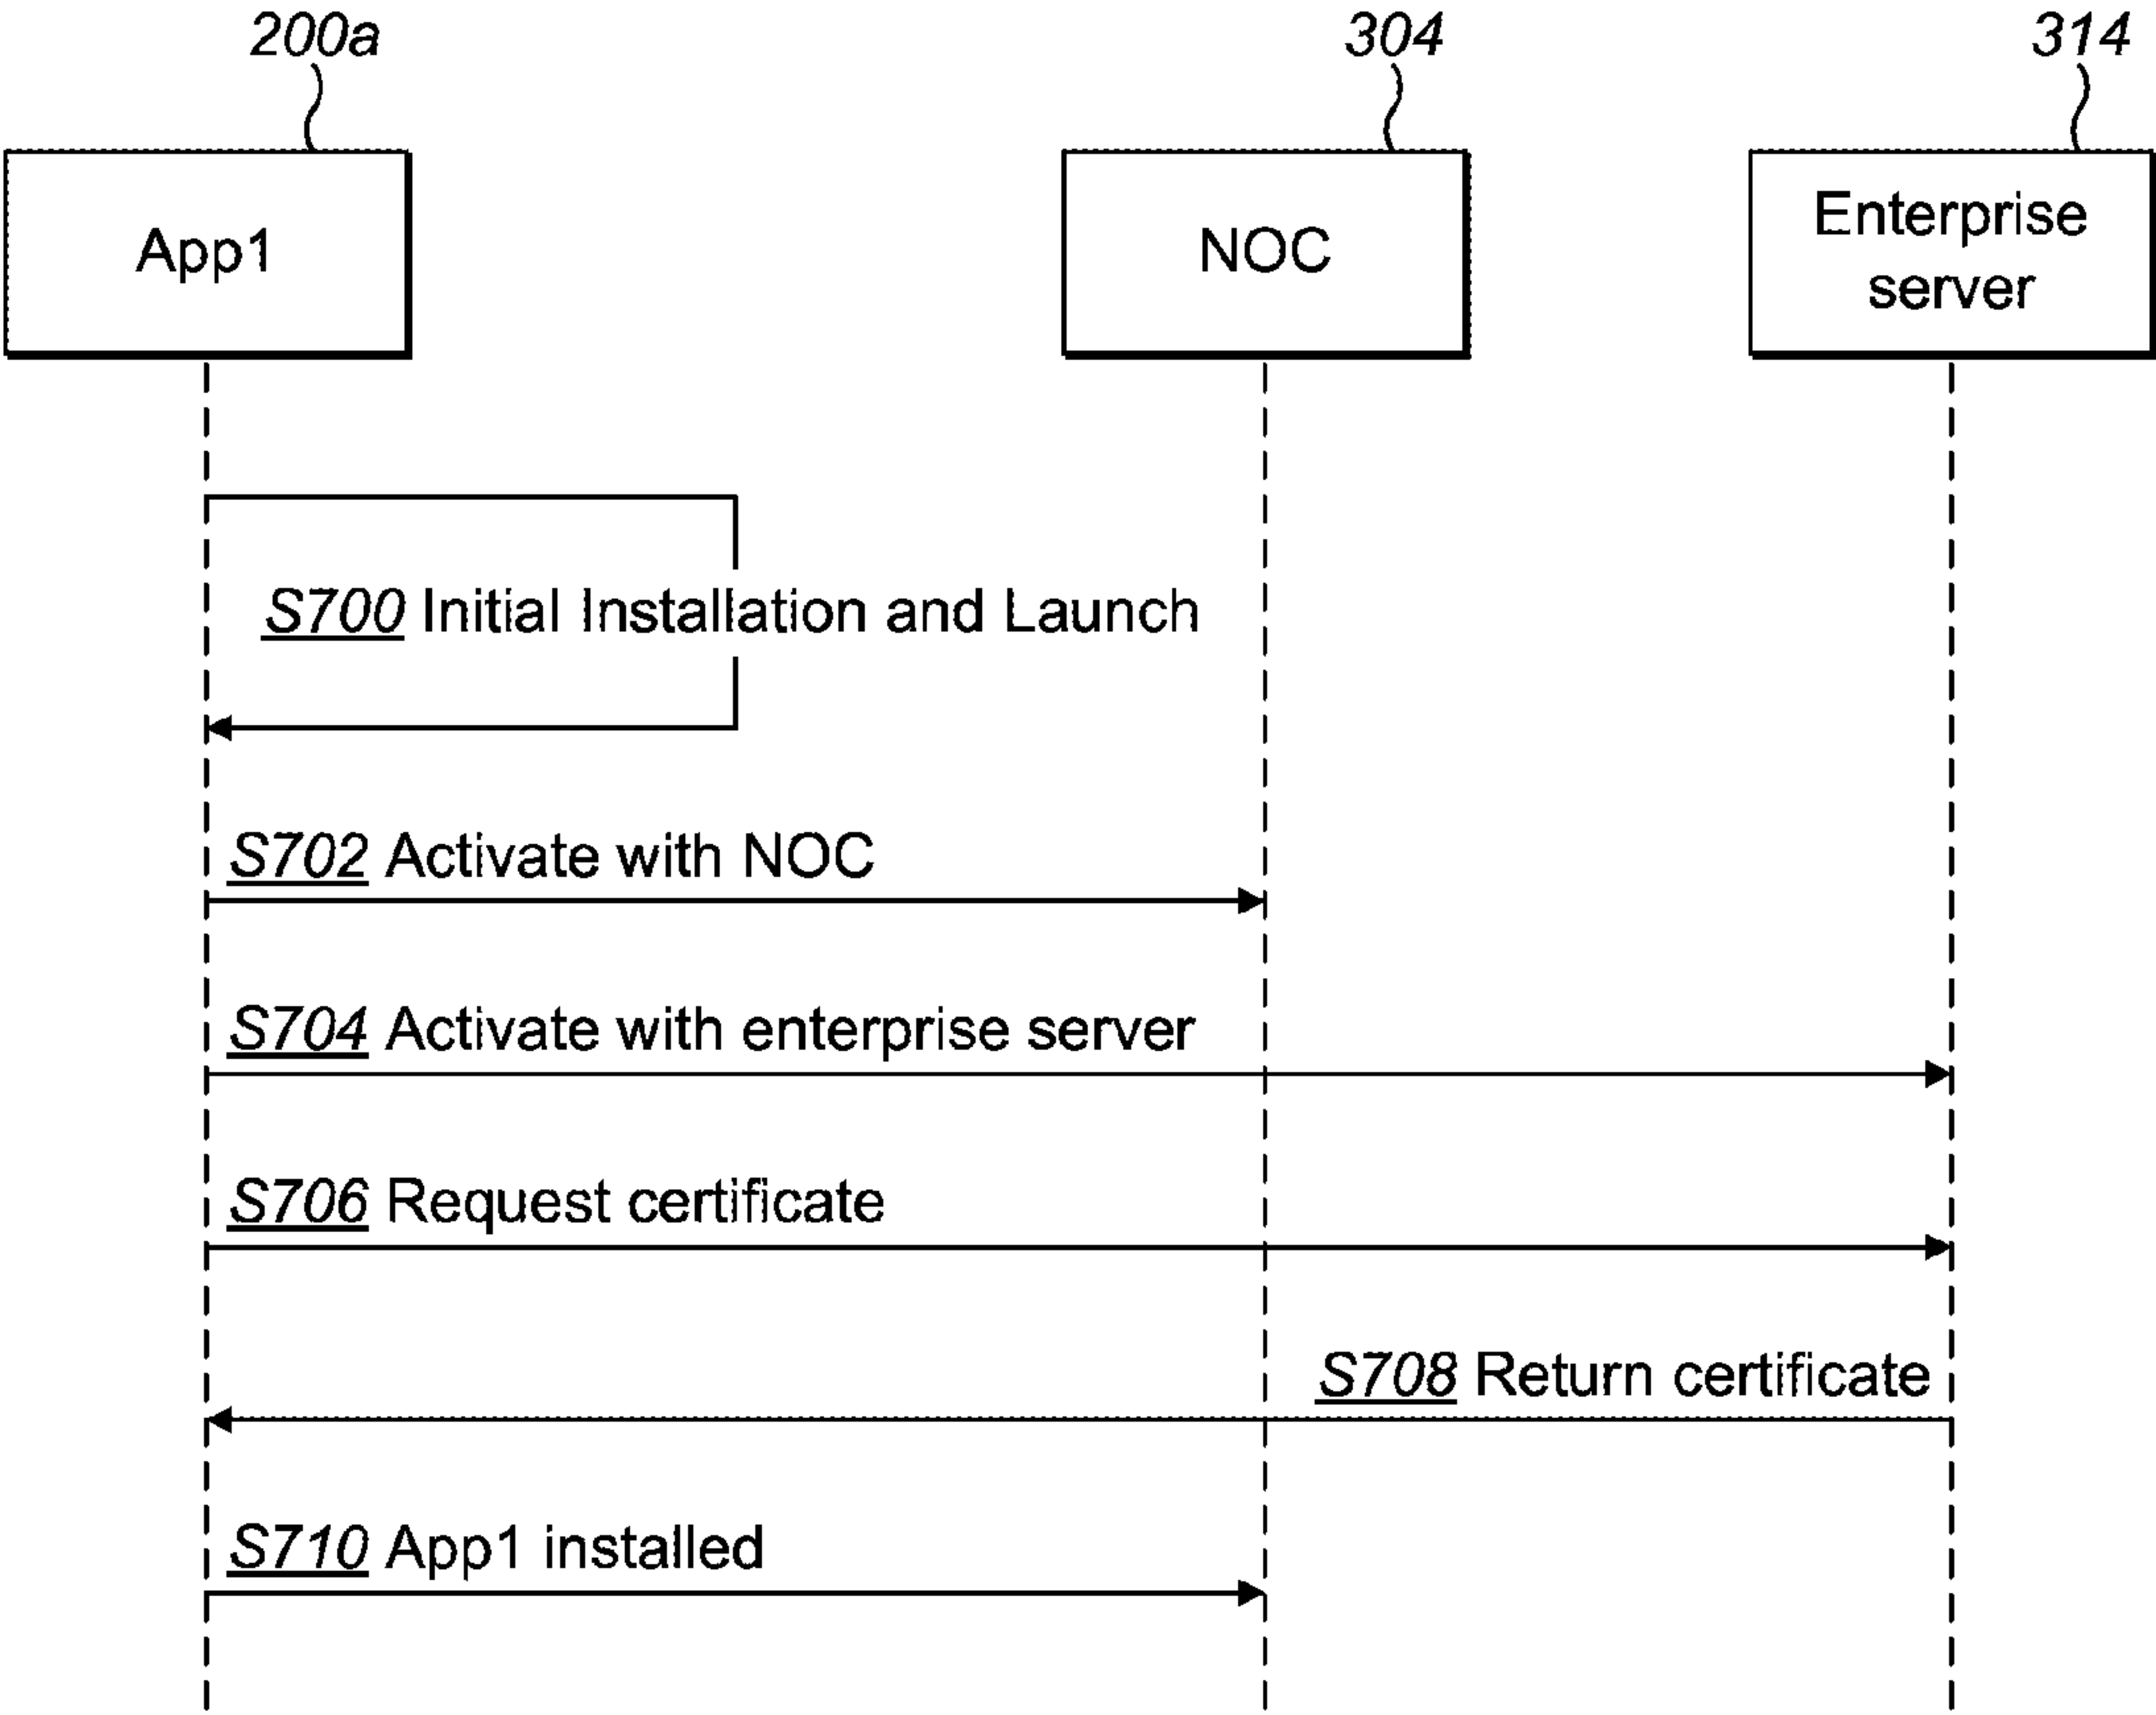 200a
304
314
App1
NOC
Enterprise
server
S700 Initial Installation and Launch
S702 Activate with NOC
S704 Activate with enterprise server
S706 Request certificate
S708 Return certificate
S710 App1 installed